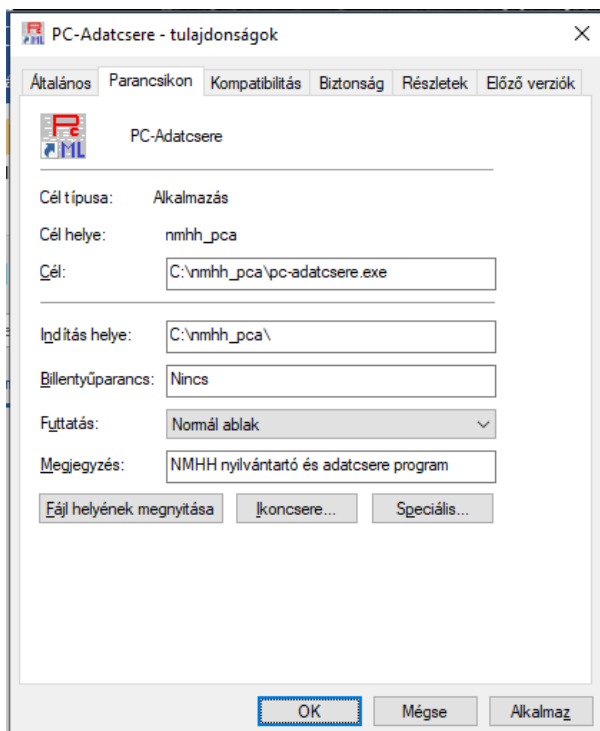 PC-Adatcsere - tulajdonságok
Általános Parancsikon Kompatibilitás Biztonság Részletek Előző verziók
Pc
ML
PC-Adatcsere
Cél típusa: Alkalmazás
Cél helye: nmhh_pca
Cél: C:\nmhh_pca\pc-adatcsere.exe
Indítás helye: C:\nmhh_pca\
Billentyűparancs: Nincs
Futtatás: Normál ablak
Megjegyzés: NMHH nyilvántartó és adatcsere program
Fájl helyének megnyitása Ikoncsere... Speciális...
OK Mégse Alkalmaz